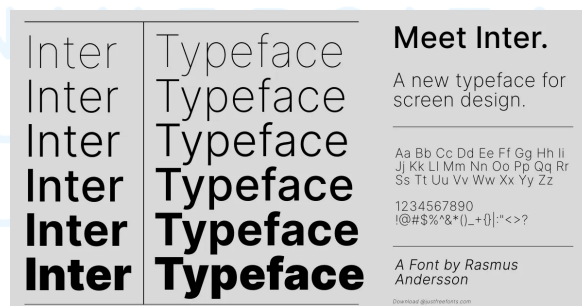 Inter Typeface
Inter Typeface
Inter Typeface
Inter Typeface
Inter Typeface
Inter Typeface
Meet Inter.
A new typeface for
screen design.
Aa Bb Cc Dd Ee Ff Gg Hh Ii
Jj Kk Ll Mm Nn Oo Pp Qq Rr
Ss Tt Uu Vv Ww Xx Yy Zz
1234567890
!@#$%^&*()_+{}|:"<>?
A Font by Rasmus
Andersson
Download @justfreefonts.com